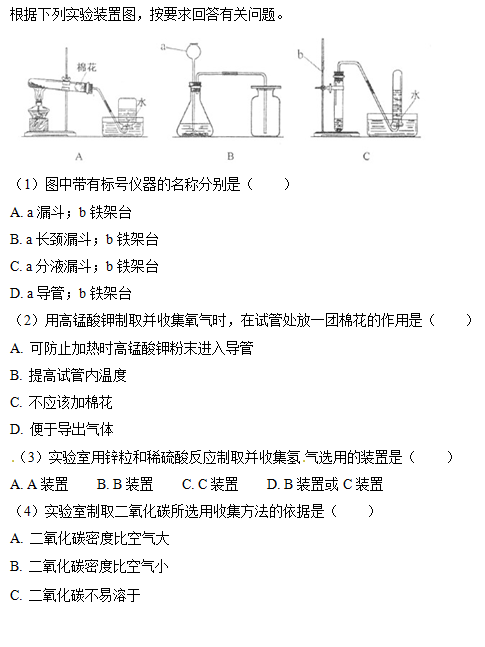 根据下列实验装置图，按要求回答有关问题。
棉花
水
A
a
B
b
水
C
（1）图中带有标号仪器的名称分别是（　　）
A. a 漏斗；b 铁架台
B. a 长颈漏斗；b 铁架台
C. a 分液漏斗；b 铁架台
D. a 导管；b 铁架台
（2）用高锰酸钾制取并收集氧气时，在试管处放一团棉花的作用是（　　）
A. 可防止加热时高锰酸钾粉末进入导管
B. 提高试管内温度
C. 不应该加棉花
D. 便于导出气体
（3）实验室用锌粒和稀硫酸反应制取并收集氢气选用的装置是（　　）
A. A 装置　　B. B 装置　　C. C 装置　　D. B 装置或 C 装置
（4）实验室制取二氧化碳所选用收集方法的依据是（　　）
A. 二氧化碳密度比空气大
B. 二氧化碳密度比空气小
C. 二氧化碳不易溶于